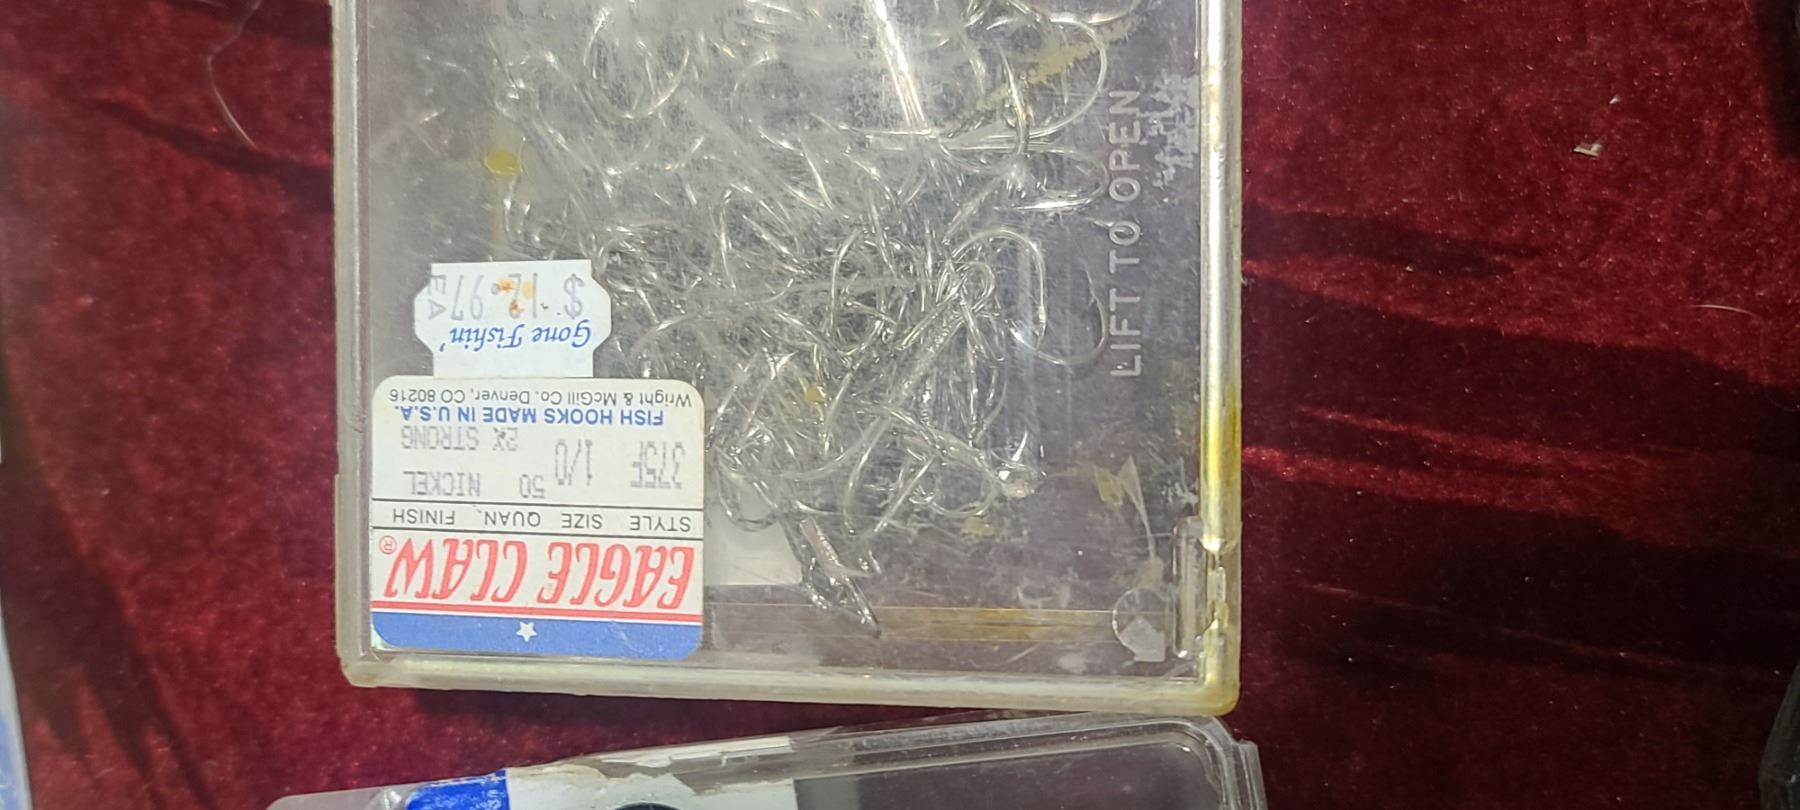 EAGLE CLAW®
STYLE SIZE QUAN. FINISH
375F 1/0 50 NICKEL
2X STRONG
FISH HOOKS MADE IN U.S.A.
Wright & McGill Co. Denver, CO 80216
Gone Fishin'
$12.97
EA
LIFT TO OPEN